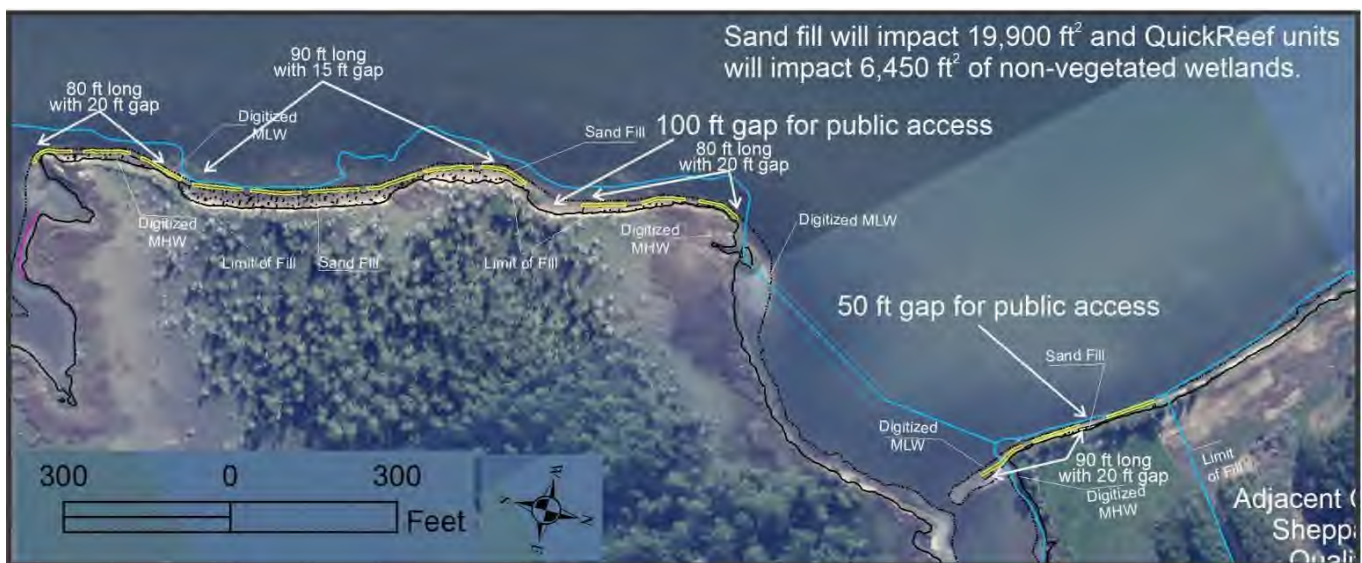 Sand fill will impact 19,900 ft² and QuickReef units
will impact 6,450 ft² of non-vegetated wetlands.
90 ft long
with 15 ft gap
80 ft long
with 20 ft gap
Digitized
MLW
Sand Fill
100 ft gap for public access
80 ft long
with 20 ft gap
Digitized
MHW
Limit of Fill
Sand Fill
Limit of Fill
Digitized
MHW
Digitized MLW
50 ft gap for public access
Sand Fill
Digitized
MLW
90 ft long
with 20 ft gap
Digitized
MHW
Limit
of Fill
Adjacent
Sheppa
Quali
300 0 300
Feet
W
S N
E